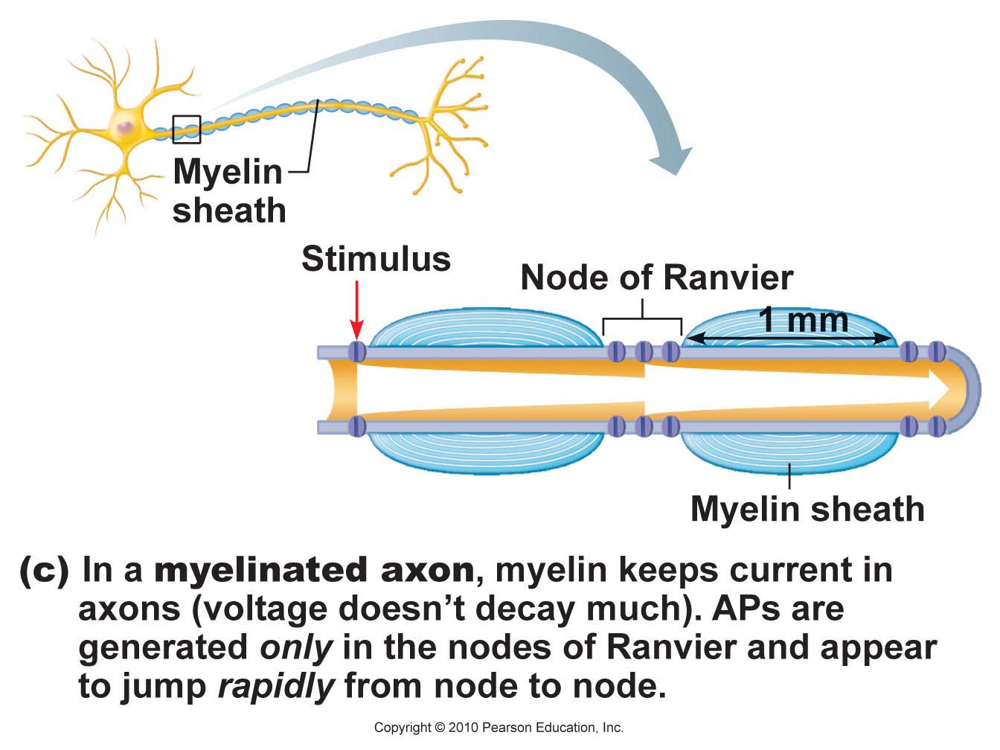 Myelin
sheath
Stimulus
Node of Ranvier
1 mm
Myelin sheath
(c) In a myelinated axon, myelin keeps current in
axons (voltage doesn’t decay much). APs are
generated only in the nodes of Ranvier and appear
to jump rapidly from node to node.
Copyright © 2010 Pearson Education, Inc.